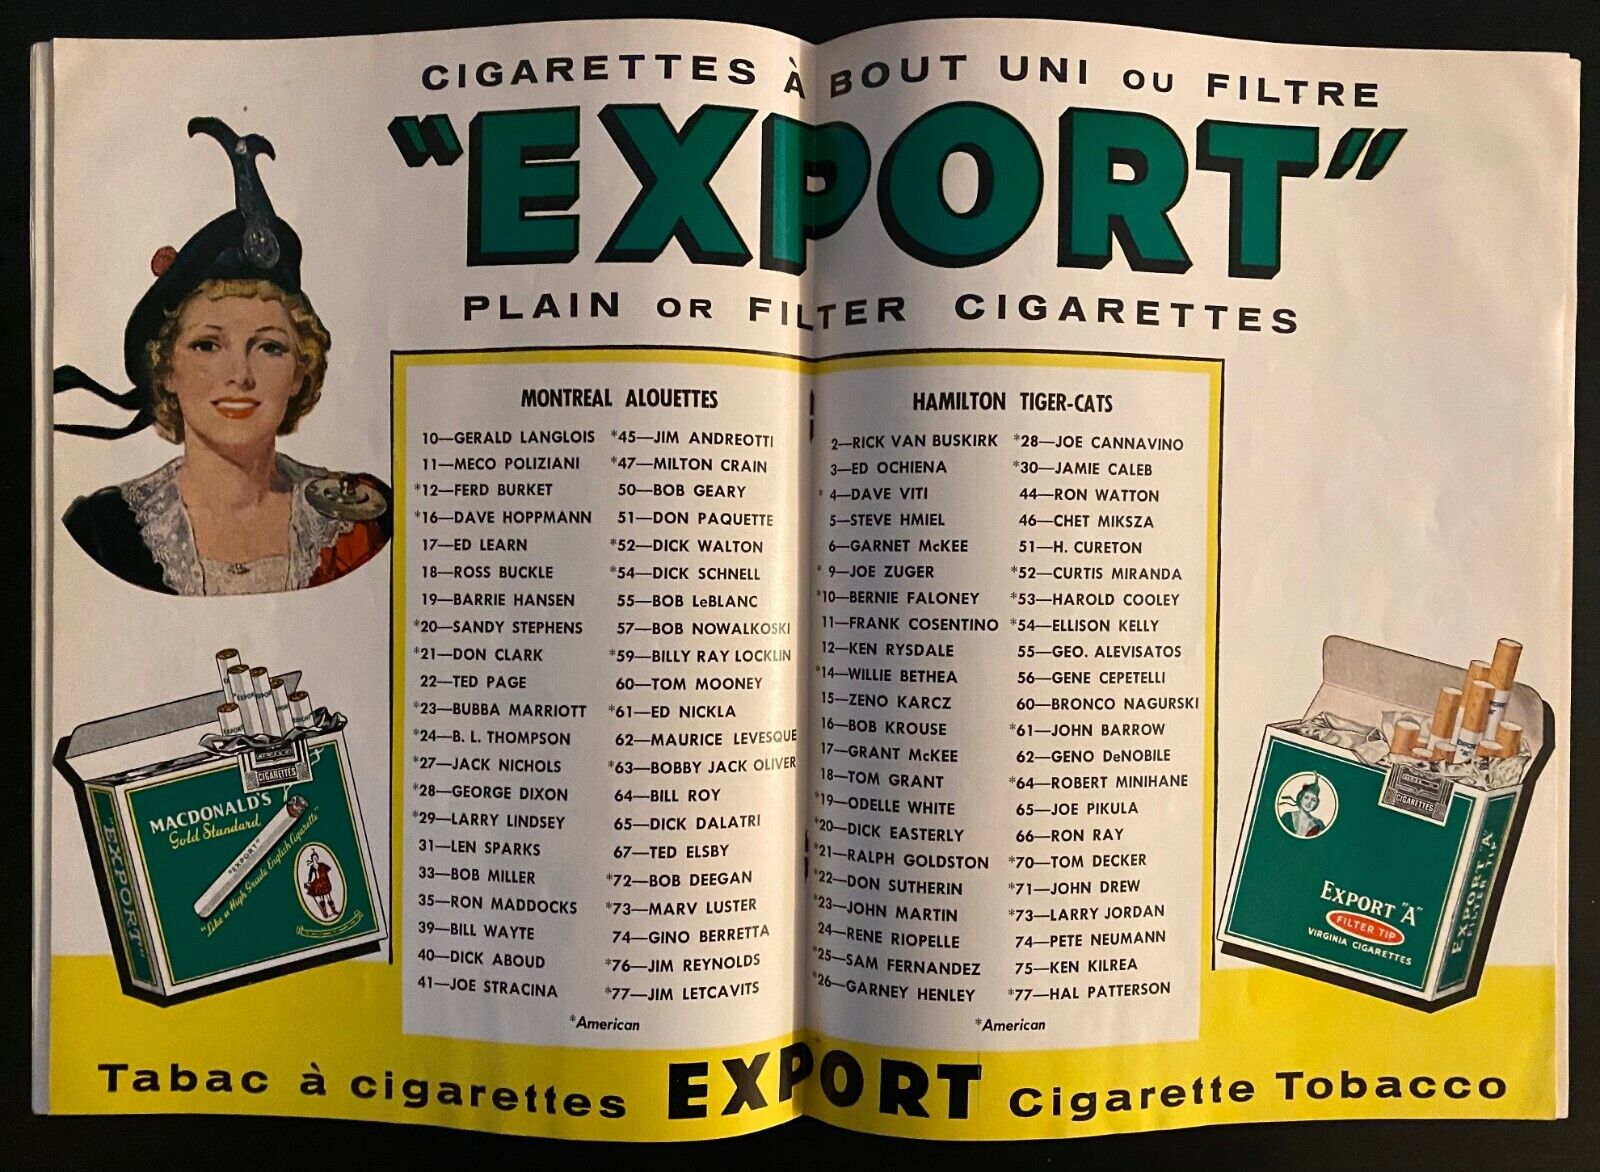 CIGARETTES À BOUT UNI OU FILTRE
"EXPORT"
PLAIN OR FILTER CIGARETTES
MONTREAL ALOUETTES
10—GERALD LANGLOIS
11—MECO POLIZIANI
*12—FERD BURKET
*16—DAVE HOPPMANN
17—ED LEARN
18—ROSS BUCKLE
19—BARRIE HANSEN
*20—SANDY STEPHENS
*21—DON CLARK
22—TED PAGE
*23—BUBBA MARRIOTT
*24—B. L. THOMPSON
*27—JACK NICHOLS
*28—GEORGE DIXON
*29—LARRY LINDSEY
31—LEN SPARKS
33—BOB MILLER
35—RON MADDOCKS
39—BILL WAYTE
40—DICK ABOUD
41—JOE STRACINA
*45—JIM ANDREOTTI
*47—MILTON CRAIN
50—BOB GEARY
51—DON PAQUETTE
*52—DICK WALTON
*54—DICK SCHNELL
55—BOB LeBLANC
57—BOB NOWALKOSKI
*59—BILLY RAY LOCKLIN
60—TOM MOONEY
*61—ED NICKLA
62—MAURICE LEVESQUE
*63—BOBBY JACK OLIVER
64—BILL ROY
65—DICK DALATRI
67—TED ELSBY
*72—BOB DEEGAN
*73—MARV LUSTER
74—GINO BERRETTA
*76—JIM REYNOLDS
*77—JIM LETCAVITS
*American
HAMILTON TIGER-CATS
2—RICK VAN BUSKIRK
3—ED OCHIENA
* 4—DAVE VITI
5—STEVE HMIEL
6—GARNET McKEE
* 9—JOE ZUGER
*10—BERNIE FALONEY
11—FRANK COSENTINO
12—KEN RYSDALE
*14—WILLIE BETHEA
15—ZENO KARCZ
16—BOB KROUSE
17—GRANT McKEE
18—TOM GRANT
*19—ODELLE WHITE
*20—DICK EASTERLY
*21—RALPH GOLDSTON
*22—DON SUTHERIN
*23—JOHN MARTIN
24—RENE RIOPELLE
*25—SAM FERNANDEZ
*26—GARNEY HENLEY
*28—JOE CANNAVINO
*30—JAMIE CALEB
44—RON WATTON
46—CHET MIKSZA
51—H. CURETON
*52—CURTIS MIRANDA
*53—HAROLD COOLEY
*54—ELLISON KELLY
55—GEO. ALEVISATOS
56—GENE CEPETELLI
60—BRONCO NAGURSKI
*61—JOHN BARROW
62—GENO DeNOBILE
*64—ROBERT MINIHANE
65—JOE PIKULA
66—RON RAY
*70—TOM DECKER
*71—JOHN DREW
*73—LARRY JORDAN
74—PETE NEUMANN
75—KEN KILREA
*77—HAL PATTERSON
*American
CIGARETTES
MACDONALD'S
Gold Standard
"EXPORT"
"Like a High Grade English Cigarette"
"EXPORT"
CIGARETTES
EXPORT "A"
FILTER TIP
VIRGINIA CIGARETTES
EXPORT "A"
FILTER TIP
Tabac à cigarettes EXPORT Cigarette Tobacco